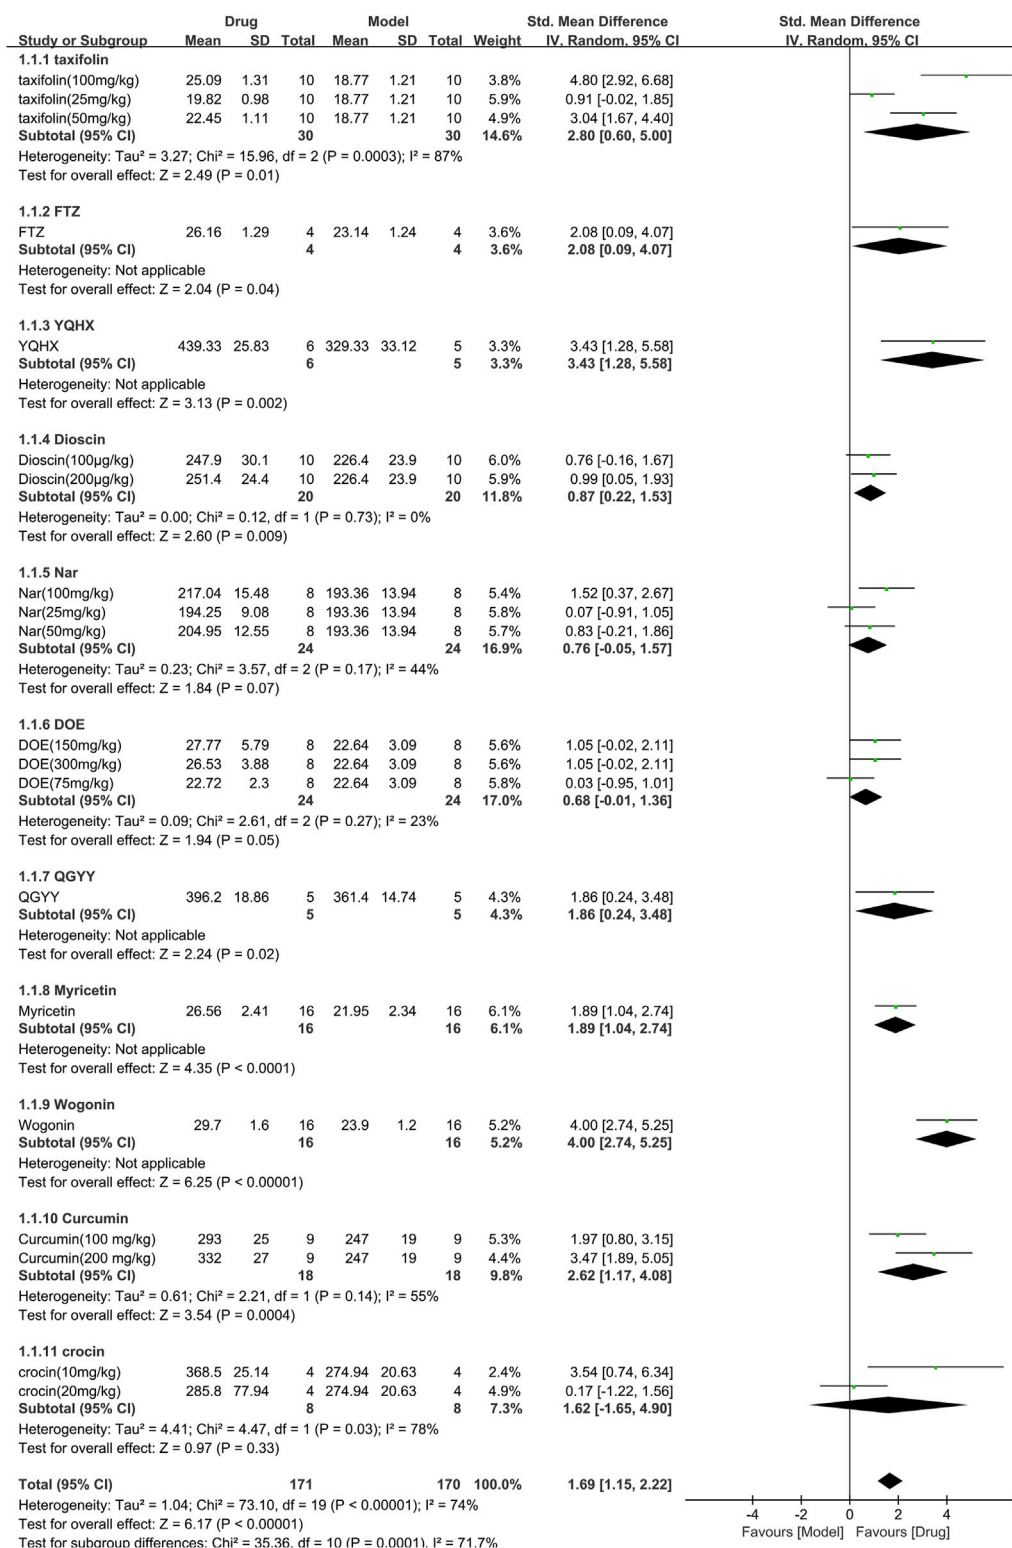 Drug Model Std. Mean Difference Std. Mean Difference
Study or Subgroup Mean SD Total Mean SD Total Weight IV, Random, 95% CI IV, Random, 95% CI
1.1.1 taxifolin
taxifolin(100mg/kg) 25.09 1.31 10 18.77 1.21 10 3.8% 4.80 [2.92, 6.68]
taxifolin(25mg/kg) 19.82 0.98 10 18.77 1.21 10 5.9% 0.91 [-0.02, 1.85]
taxifolin(50mg/kg) 22.45 1.11 10 18.77 1.21 10 4.9% 3.04 [1.67, 4.40]
Subtotal (95% CI) 30 30 14.6% 2.80 [0.60, 5.00]
Heterogeneity: Tau² = 3.27; Chi² = 15.96, df = 2 (P = 0.0003); I² = 87%
Test for overall effect: Z = 2.49 (P = 0.01)
1.1.2 FTZ
FTZ 26.16 1.29 4 23.14 1.24 4 3.6% 2.08 [0.09, 4.07]
Subtotal (95% CI) 4 4 3.6% 2.08 [0.09, 4.07]
Heterogeneity: Not applicable
Test for overall effect: Z = 2.04 (P = 0.04)
1.1.3 YQHX
YQHX 439.33 25.83 6 329.33 33.12 5 3.3% 3.43 [1.28, 5.58]
Subtotal (95% CI) 6 5 3.3% 3.43 [1.28, 5.58]
Heterogeneity: Not applicable
Test for overall effect: Z = 3.13 (P = 0.002)
1.1.4 Dioscin
Dioscin(100μg/kg) 247.9 30.1 10 226.4 23.9 10 6.0% 0.76 [-0.16, 1.67]
Dioscin(200μg/kg) 251.4 24.4 10 226.4 23.9 10 5.9% 0.99 [0.05, 1.93]
Subtotal (95% CI) 20 20 11.8% 0.87 [0.22, 1.53]
Heterogeneity: Tau² = 0.00; Chi² = 0.12, df = 1 (P = 0.73); I² = 0%
Test for overall effect: Z = 2.60 (P = 0.009)
1.1.5 Nar
Nar(100mg/kg) 217.04 15.48 8 193.36 13.94 8 5.4% 1.52 [0.37, 2.67]
Nar(25mg/kg) 194.25 9.08 8 193.36 13.94 8 5.8% 0.07 [-0.91, 1.05]
Nar(50mg/kg) 204.95 12.55 8 193.36 13.94 8 5.7% 0.83 [-0.21, 1.86]
Subtotal (95% CI) 24 24 16.9% 0.76 [-0.05, 1.57]
Heterogeneity: Tau² = 0.23; Chi² = 3.57, df = 2 (P = 0.17); I² = 44%
Test for overall effect: Z = 1.84 (P = 0.07)
1.1.6 DOE
DOE(150mg/kg) 27.77 5.79 8 22.64 3.09 8 5.6% 1.05 [-0.02, 2.11]
DOE(300mg/kg) 26.53 3.88 8 22.64 3.09 8 5.6% 1.05 [-0.02, 2.11]
DOE(75mg/kg) 22.72 2.3 8 22.64 3.09 8 5.8% 0.03 [-0.95, 1.01]
Subtotal (95% CI) 24 24 17.0% 0.68 [-0.01, 1.36]
Heterogeneity: Tau² = 0.09; Chi² = 2.61, df = 2 (P = 0.27); I² = 23%
Test for overall effect: Z = 1.94 (P = 0.05)
1.1.7 QGYY
QGYY 396.2 18.86 5 361.4 14.74 5 4.3% 1.86 [0.24, 3.48]
Subtotal (95% CI) 5 5 4.3% 1.86 [0.24, 3.48]
Heterogeneity: Not applicable
Test for overall effect: Z = 2.24 (P = 0.02)
1.1.8 Myricetin
Myricetin 26.56 2.41 16 21.95 2.34 16 6.1% 1.89 [1.04, 2.74]
Subtotal (95% CI) 16 16 6.1% 1.89 [1.04, 2.74]
Heterogeneity: Not applicable
Test for overall effect: Z = 4.35 (P < 0.0001)
1.1.9 Wogonin
Wogonin 29.7 1.6 16 23.9 1.2 16 5.2% 4.00 [2.74, 5.25]
Subtotal (95% CI) 16 16 5.2% 4.00 [2.74, 5.25]
Heterogeneity: Not applicable
Test for overall effect: Z = 6.25 (P < 0.00001)
1.1.10 Curcumin
Curcumin(100 mg/kg) 293 25 9 247 19 9 5.3% 1.97 [0.80, 3.15]
Curcumin(200 mg/kg) 332 27 9 247 19 9 4.4% 3.47 [1.89, 5.05]
Subtotal (95% CI) 18 18 9.8% 2.62 [1.17, 4.08]
Heterogeneity: Tau² = 0.61; Chi² = 2.21, df = 1 (P = 0.14); I² = 55%
Test for overall effect: Z = 3.54 (P = 0.0004)
1.1.11 crocin
crocin(10mg/kg) 368.5 25.14 4 274.94 20.63 4 2.4% 3.54 [0.74, 6.34]
crocin(20mg/kg) 285.8 77.94 4 274.94 20.63 4 4.9% 0.17 [-1.22, 1.56]
Subtotal (95% CI) 8 8 7.3% 1.62 [-1.65, 4.90]
Heterogeneity: Tau² = 4.41; Chi² = 4.47, df = 1 (P = 0.03); I² = 78%
Test for overall effect: Z = 0.97 (P = 0.33)
Total (95% CI) 171 170 100.0% 1.69 [1.15, 2.22]
Heterogeneity: Tau² = 1.04; Chi² = 73.10, df = 19 (P < 0.00001); I² = 74%
Test for overall effect: Z = 6.17 (P < 0.00001)
Test for subgroup differences: Chi² = 35.36, df = 10 (P = 0.0001), I² = 71.7%
-4 -2 0 2 4
Favours [Model] Favours [Drug]